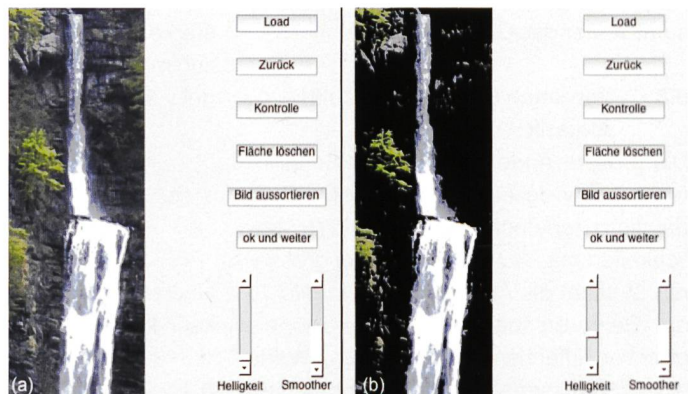 Load
Zurück
Kontrolle
Fläche löschen
Bild aussortieren
ok und weiter
Helligkeit Smoother
(a)
Load
Zurück
Kontrolle
Fläche löschen
Bild aussortieren
ok und weiter
Helligkeit Smoother
(b)